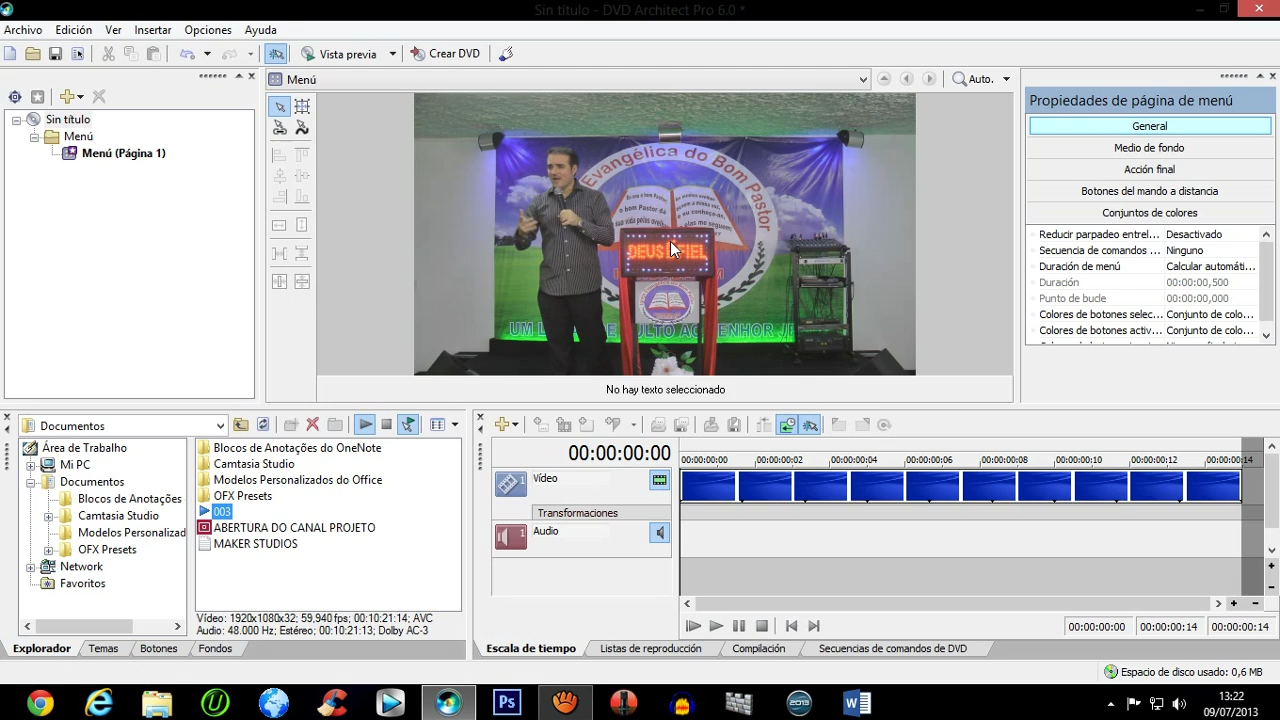 Sin título - DVD Architect Pro 6.0 *
Archivo Edición Ver Insertar Opciones Ayuda
Vista previa Crear DVD
Menú Auto.
Sin título
Menú
Menú (Página 1)
Evangélica do Bom Pastor
DEUS É FIEL
No hay texto seleccionado
Propiedades de página de menú
General
Medio de fondo
Acción final
Botones del mando a distancia
Conjuntos de colores
Reducir parpadeo entrel... Desactivado
Secuencia de comandos Ninguno
Duración de menú Calcular automáti...
Duración 00:00:00,500
Punto de bucle 00:00:00,000
Colores de botones selec... Conjunto de colo...
Colores de botones activ... Conjunto de colo...
Documentos
Área de Trabalho
Mi PC
Documentos
Blocos de Anotações
Camtasia Studio
Modelos Personalizad
OFX Presets
Network
Favoritos
Blocos de Anotações do OneNote
Camtasia Studio
Modelos Personalizados do Office
OFX Presets
003
ABERTURA DO CANAL PROJETO
MAKER STUDIOS
Vídeo: 1920x1080x32; 59,940 fps; 00:10:21:14; AVC
Audio: 48.000 Hz; Estéreo; 00:10:21:13; Dolby AC-3
Explorador Temas Botones Fondos
00:00:00:00
00:00:00:00 00:00:00:02 00:00:00:04 00:00:00:06 00:00:00:08 00:00:00:10 00:00:00:12 00:00:00:14
1 Vídeo
Transformaciones
1 Audio
00:00:00:00 00:00:00:14 00:00:00:14
Escala de tiempo Listas de reproducción Compilación Secuencias de comandos de DVD
Espacio de disco usado: 0,6 MB
Ps
2013
13:22
09/07/2013